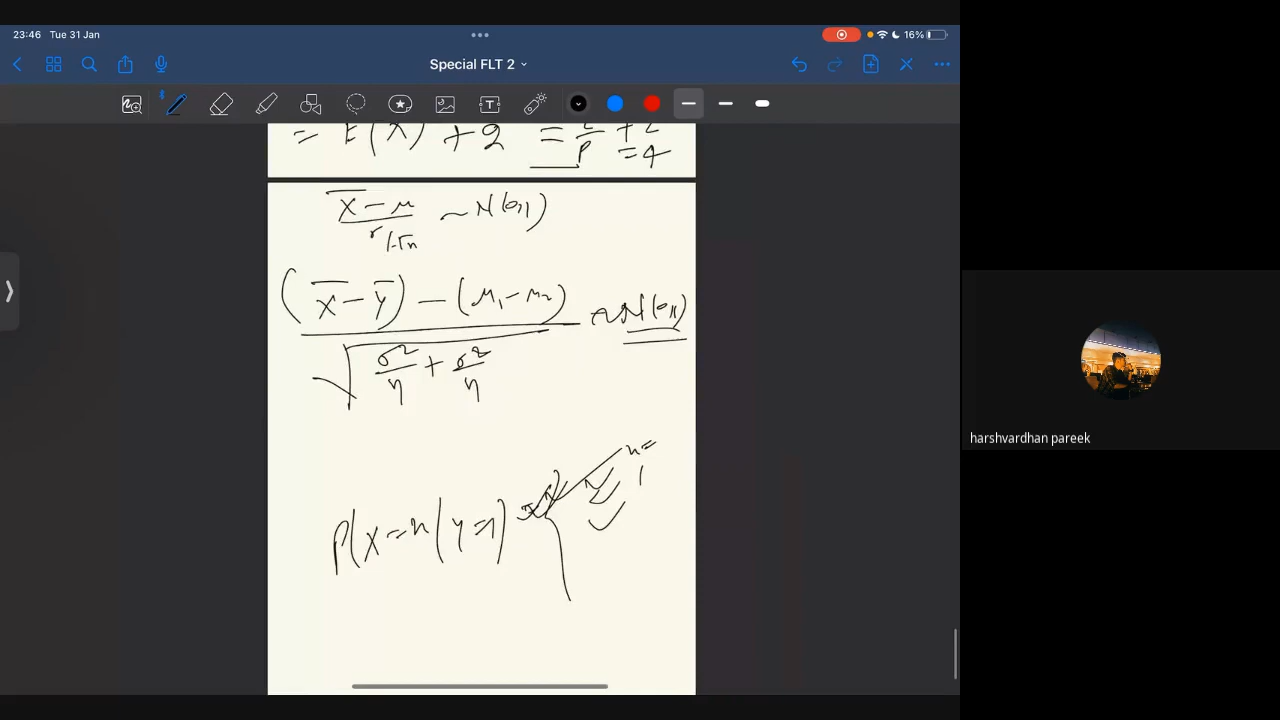 23:46 Tue 31 Jan
16%
Special FLT 2
= E(X) + 2 = 2/p + 2
= 4
X̄ - μ / σ/√n ~ N(0,1)
(X̄ - Ȳ) - (μ₁ - μ₂) / √(σ²/n + σ²/n) ~ N(0,1)
P(X=x | Y=1)
x=
1
harshvardhan pareek